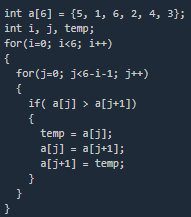 int a[6] = {5, 1, 6, 2, 4, 3};
int i, j, temp;
for(i=0; i<6; i++)
{
  for(j=0; j<6-i-1; j++)
  {
    if( a[j] > a[j+1])
    {
      temp = a[j];
      a[j] = a[j+1];
      a[j+1] = temp;
    }
  }
}